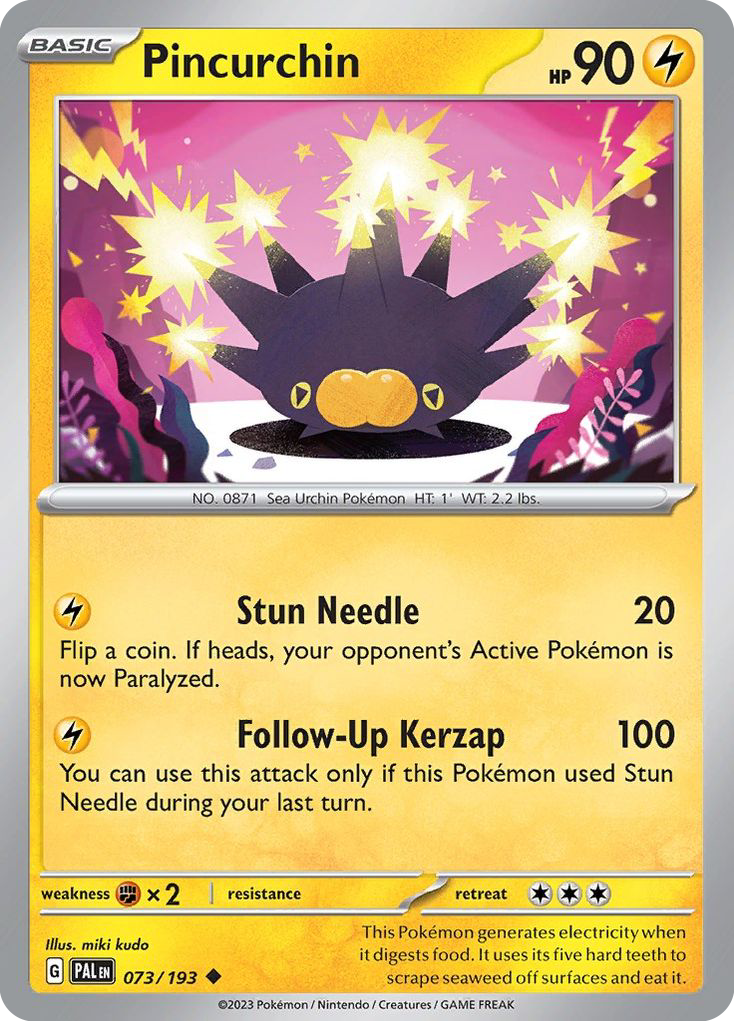 BASIC
Pincurchin
HP 90
NO. 0871 Sea Urchin Pokémon HT: 1' WT: 2.2 lbs.
Stun Needle 20
Flip a coin. If heads, your opponent's Active Pokémon is
now Paralyzed.
Follow-Up Kerzap 100
You can use this attack only if this Pokémon used Stun
Needle during your last turn.
weakness ×2 resistance retreat
Illus. miki kudo
G PAL EN 073/193
This Pokémon generates electricity when
it digests food. It uses its five hard teeth to
scrape seaweed off surfaces and eat it.
©2023 Pokémon / Nintendo / Creatures / GAME FREAK